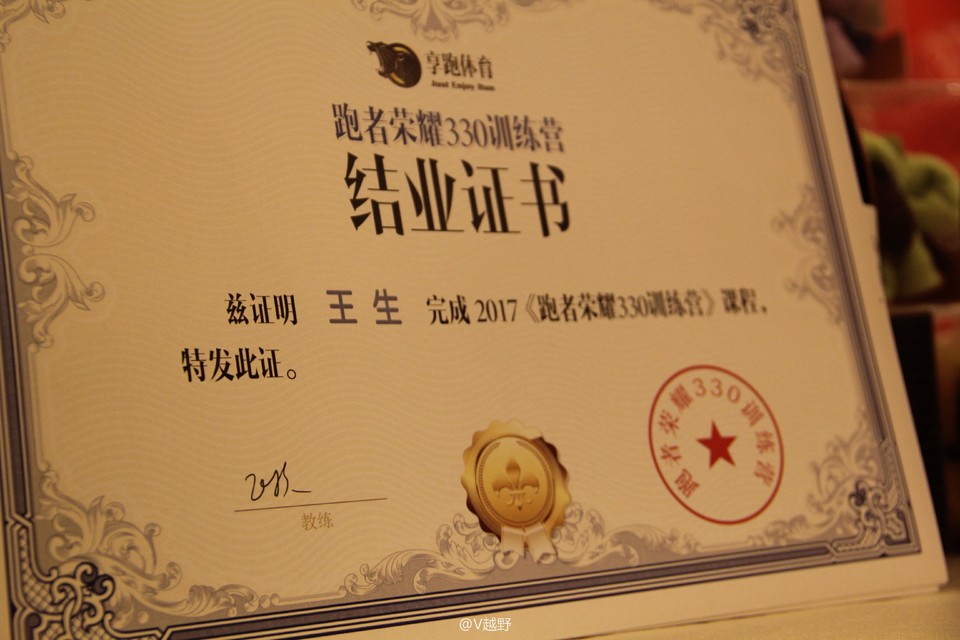 享跑体育
Just Enjoy Run
跑者荣耀330训练营
结业证书
兹证明 王生 完成2017《跑者荣耀330训练营》课程，
特发此证。
教练
跑者荣耀330训练营
@V越野